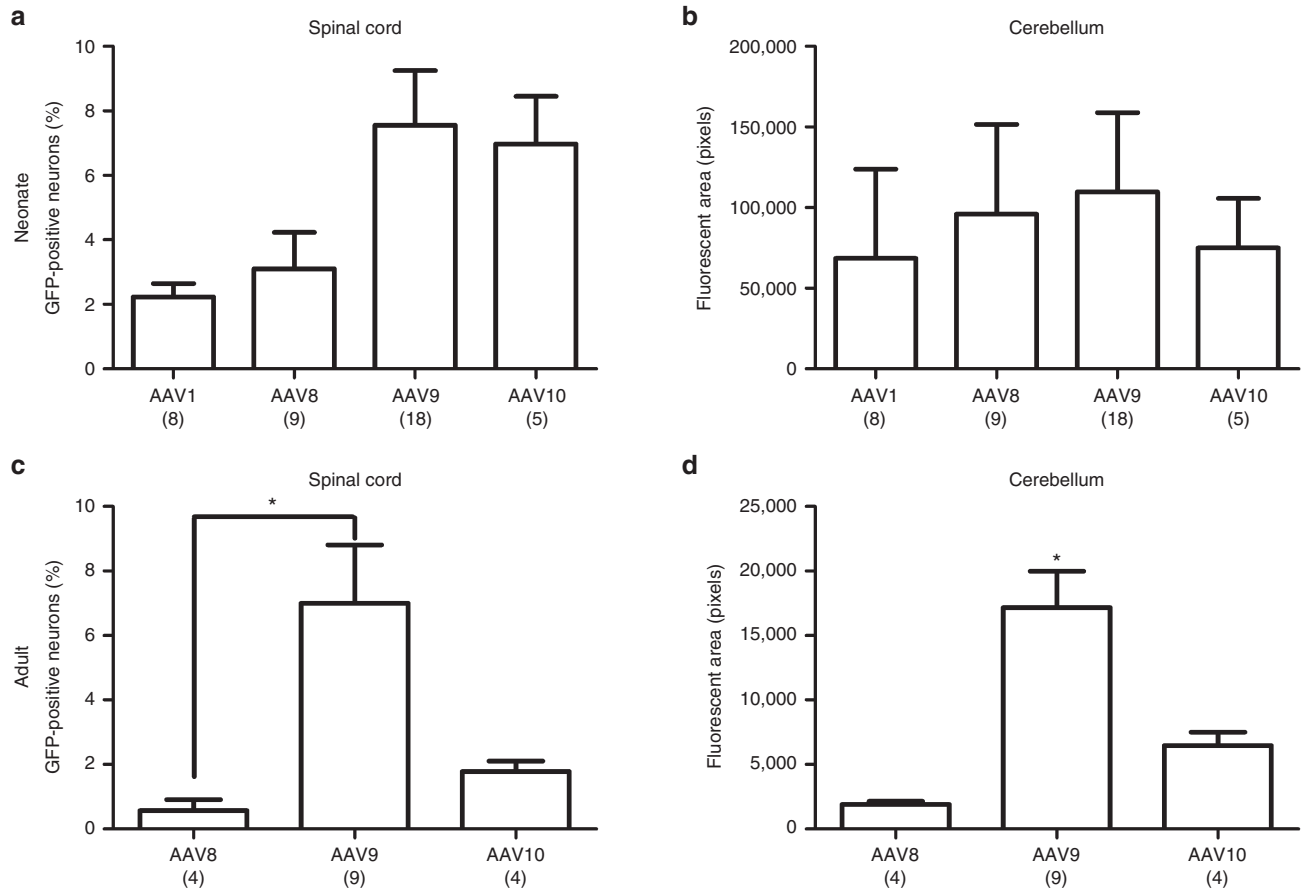 a
Spinal cord
Neonate
GFP-positive neurons (%)
10
8
6
4
2
0
AAV1
(8)
AAV8
(9)
AAV9
(18)
AAV10
(5)
b
Cerebellum
Fluorescent area (pixels)
200,000
150,000
100,000
50,000
0
AAV1
(8)
AAV8
(9)
AAV9
(18)
AAV10
(5)
c
Spinal cord
Adult
GFP-positive neurons (%)
10
8
6
4
2
0
*
AAV8
(4)
AAV9
(9)
AAV10
(4)
d
Cerebellum
Fluorescent area (pixels)
25,000
20,000
15,000
10,000
5,000
0
*
AAV8
(4)
AAV9
(9)
AAV10
(4)